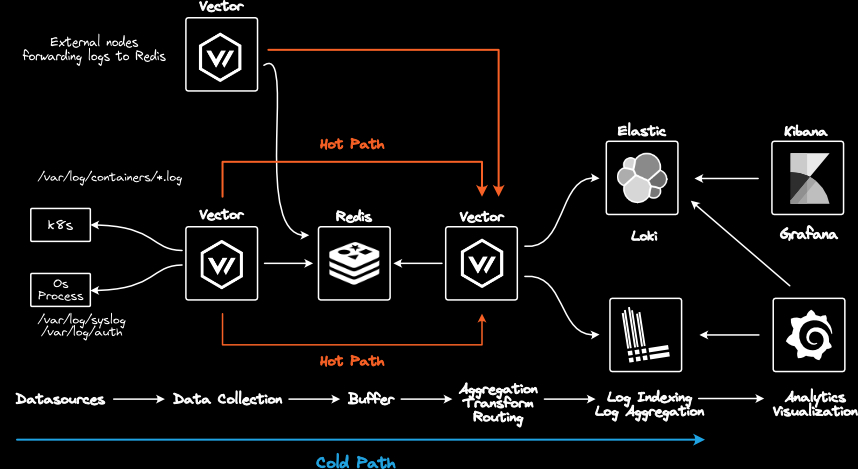 Vector
External nodes
forwarding logs to Redis
Hot Path
Elastic
Kibana
/var/log/containers/*.log
Vector
Redis
Vector
k8s
Loki
Grafana
Os
Process
/var/log/syslog
/var/log/auth
Hot Path
Datasources
Data Collection
Buffer
Aggregation
Transform
Routing
Log Indexing
Log Aggregation
Analytics
Visualization
Cold Path